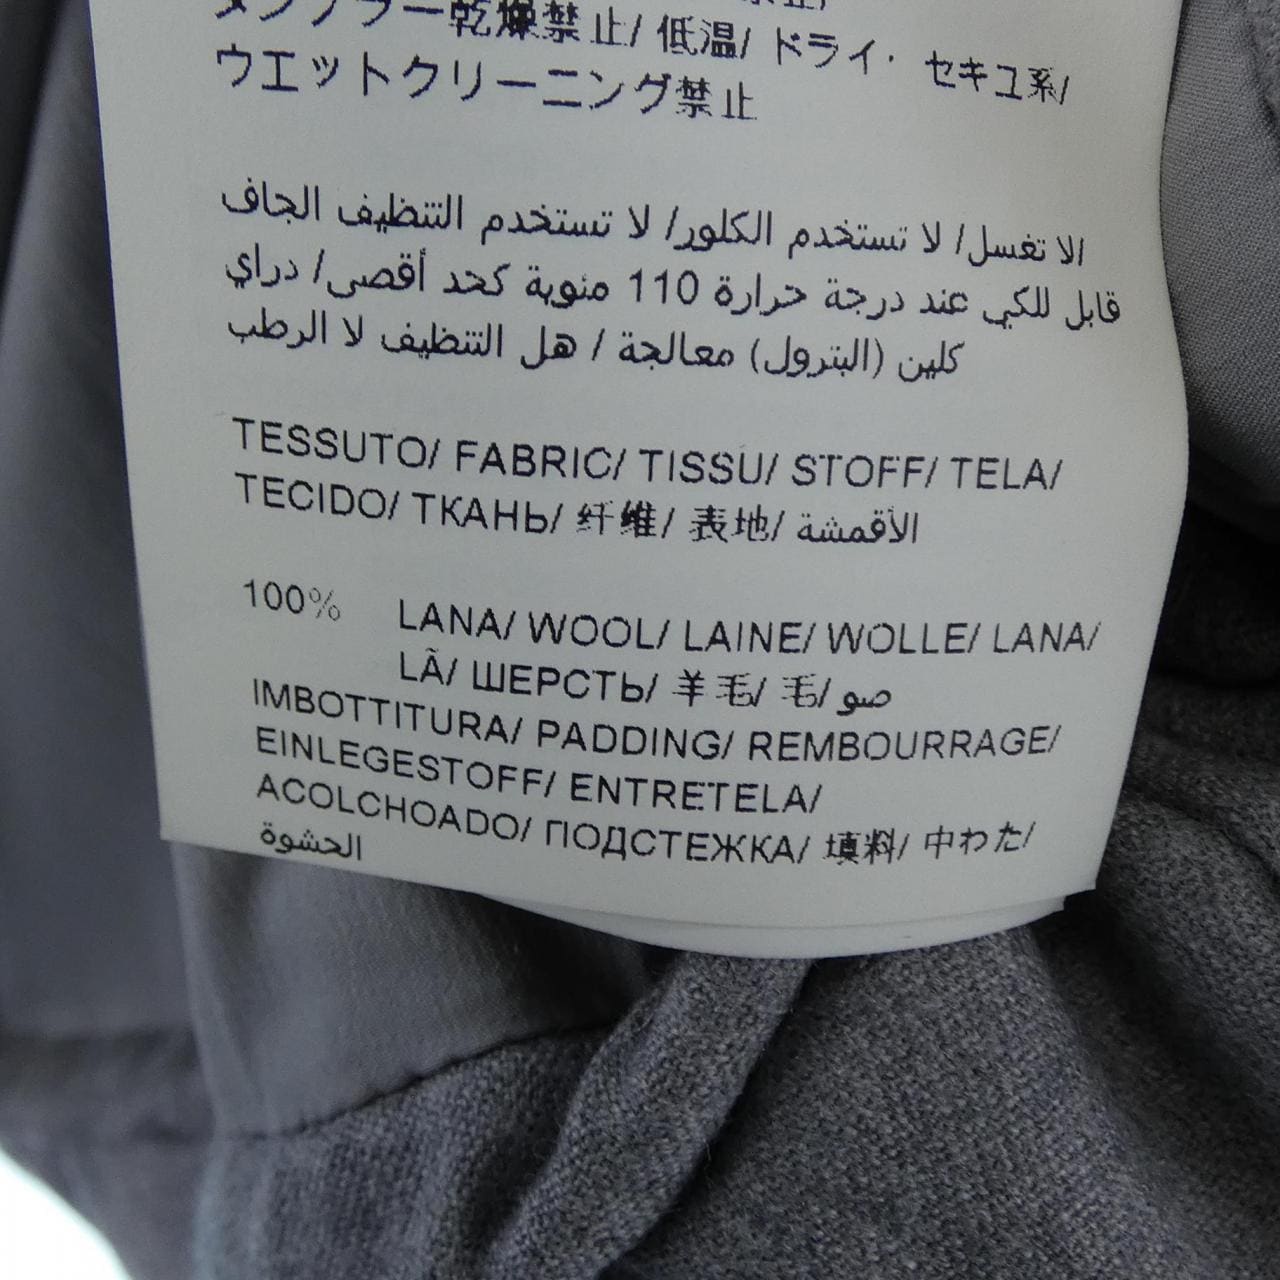 タンブラー乾燥禁止/ 低温/ ドライ・セキユ系/
ウエットクリーニング禁止
الا تغسل/ لا تستخدم الكلور/ لا تستخدم التنظيف الجاف
قابل للكي عند درجة حرارة 110 مئوية كحد أقصى/ دراي
كلين (البترول) معالجة / هل التنظيف لا الرطب
TESSUTO/ FABRIC/ TISSU/ STOFF/ TELA/
TECIDO/ ТКАНЬ/ 纤维/ 表地/ الأقمشة
100% LANA/ WOOL/ LAINE/ WOLLE/ LANA/
LÃ/ ШЕРСТЬ/ 羊毛/ 毛/ صو
IMBOTTITURA/ PADDING/ REMBOURRAGE/
EINLEGESTOFF/ ENTRETELA/
ACOLCHOADO/ ПОДСТЕЖКА/ 填料/ 中わた/
الحشوة